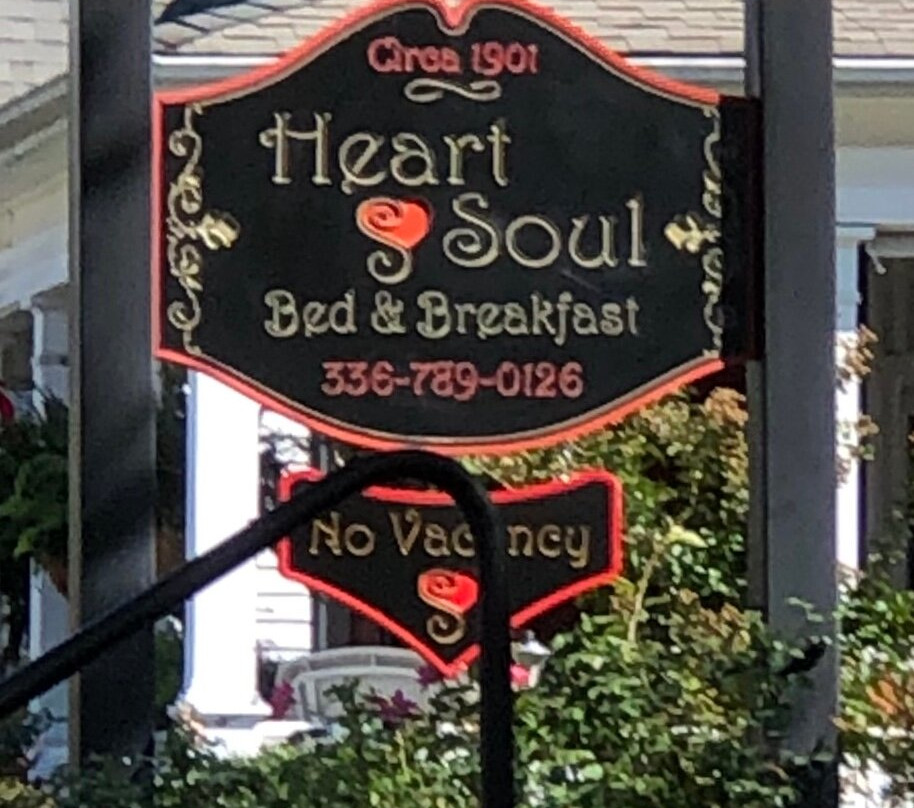 Circa 1901
Heart
Soul
Bed & Breakfast
336-789-0126
No Vacancy